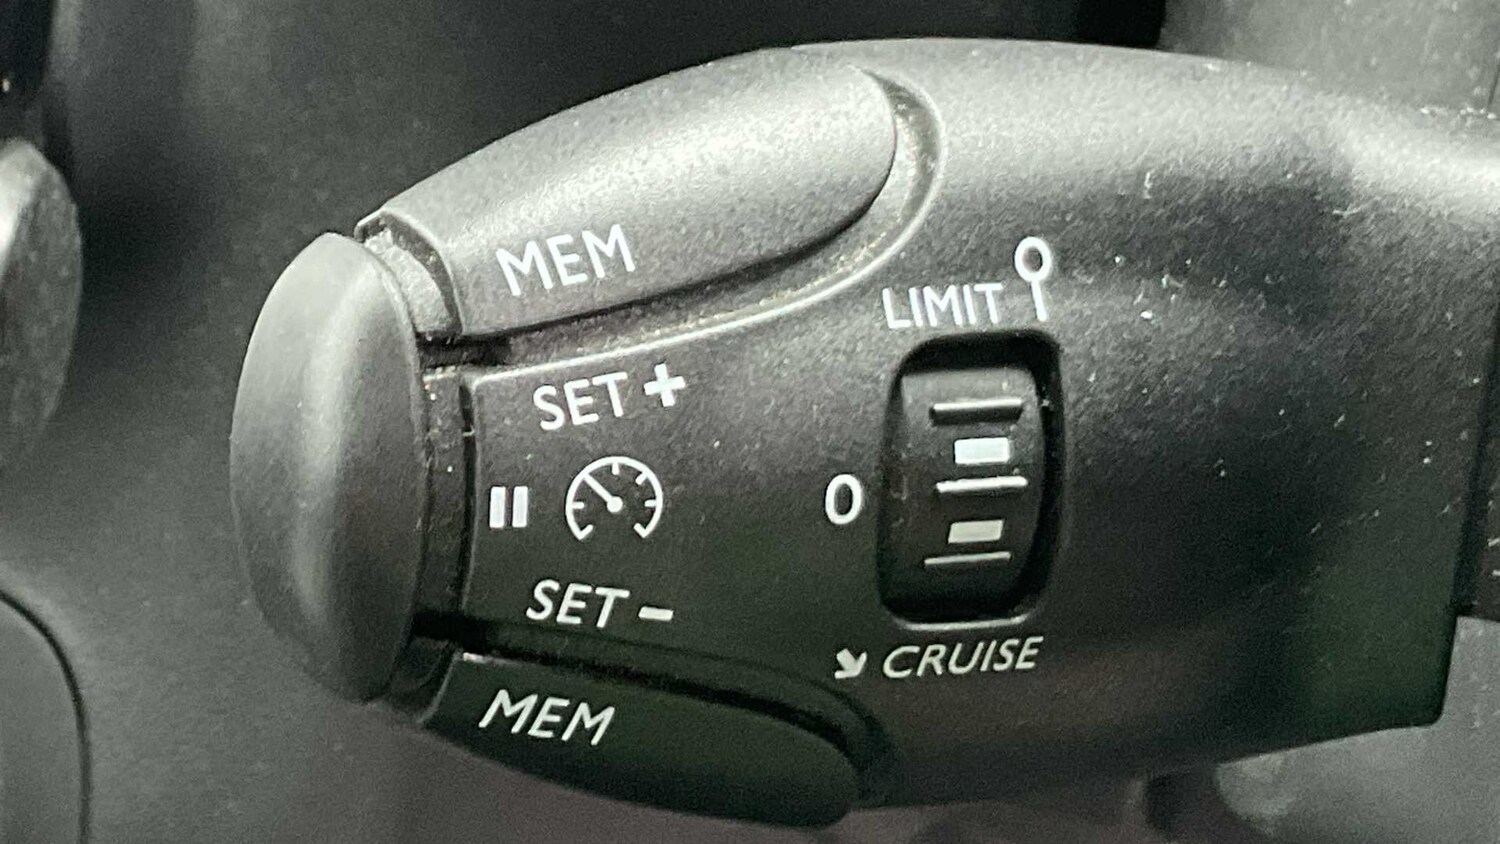 MEM
LIMIT
SET +
0
SET -
CRUISE
MEM